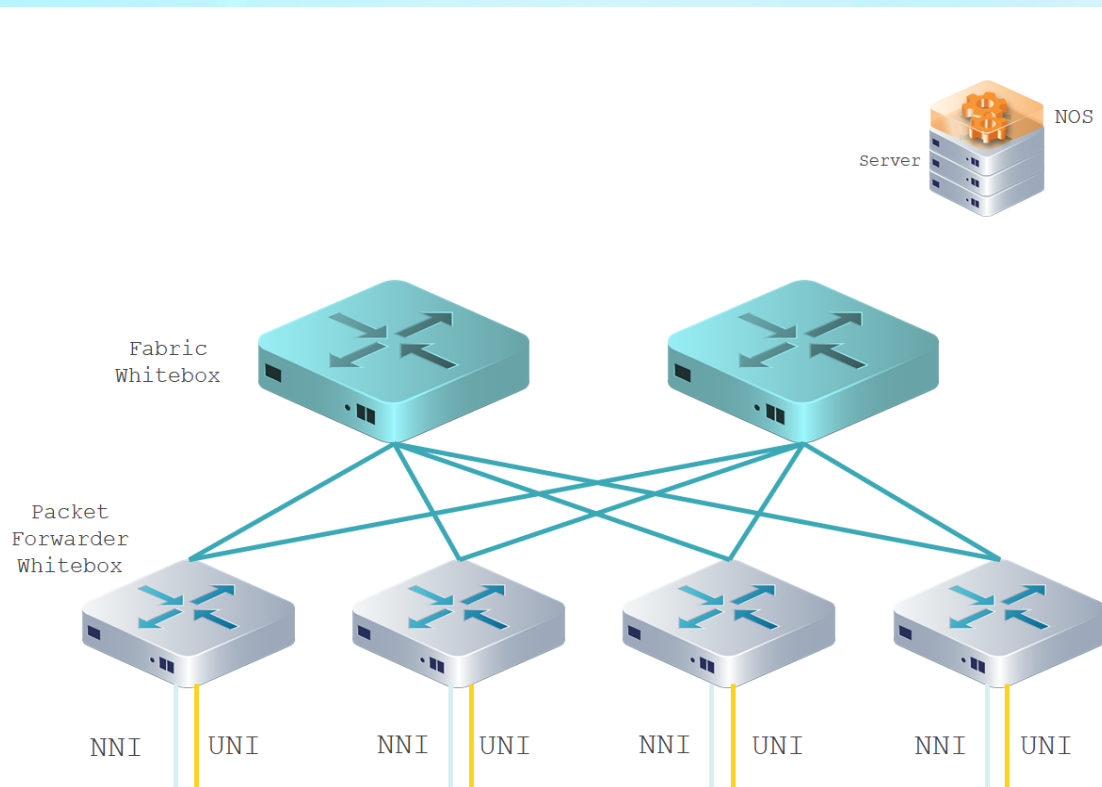 NOS
Server
Fabric
Whitebox
Packet
Forwarder
Whitebox
NNI
UNI
NNI
UNI
NNI
UNI
NNI
UNI